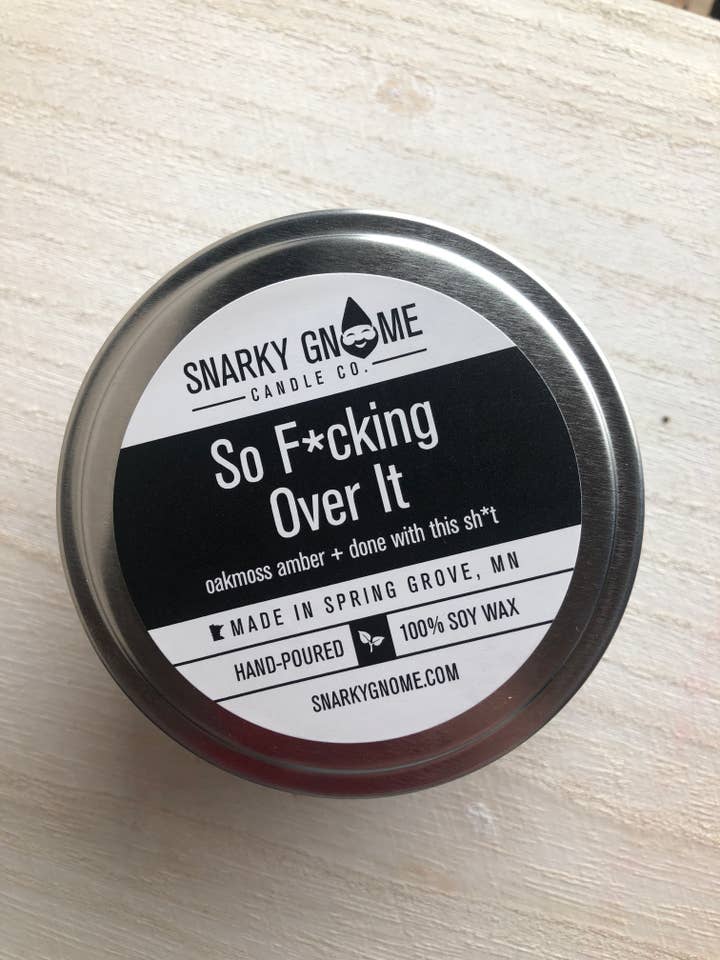 SNARKY GNOME
CANDLE CO.
So F*cking
Over It
oakmoss amber + done with this sh*t
MADE IN SPRING GROVE, MN
HAND-POURED 100% SOY WAX
SNARKYGNOME.COM